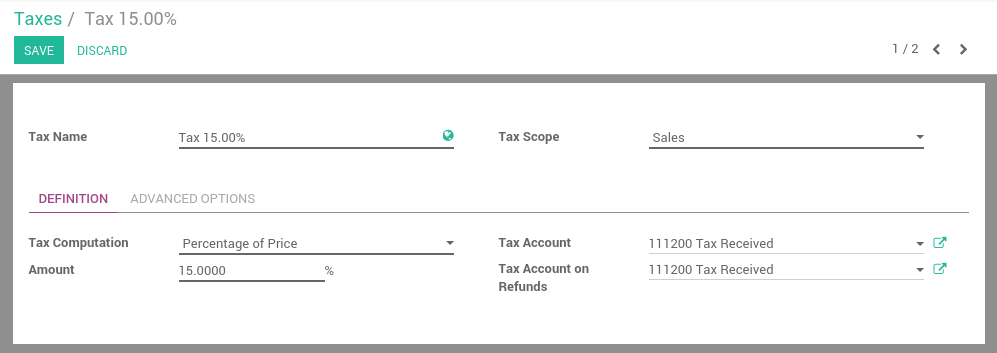 Taxes / Tax 15.00%
SAVE DISCARD 1 / 2
Tax Name Tax 15.00% Tax Scope Sales
DEFINITION ADVANCED OPTIONS
Tax Computation Percentage of Price Tax Account 111200 Tax Received
Amount 15.0000 % Tax Account on 111200 Tax Received
Refunds